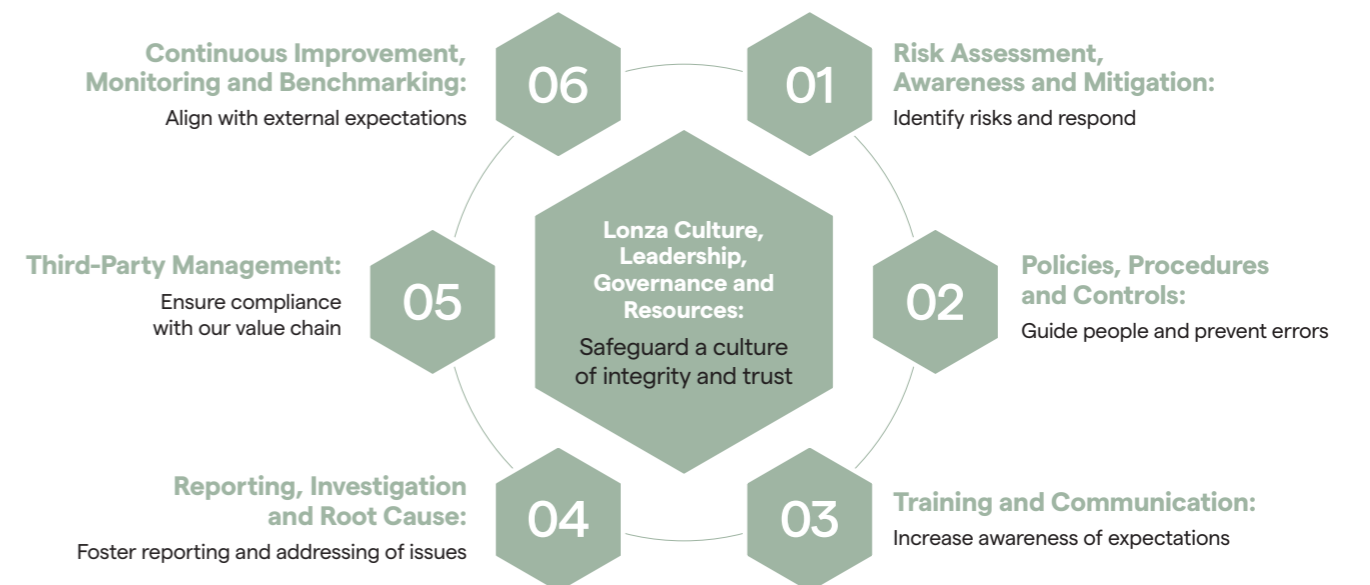 06
Continuous Improvement,
Monitoring and Benchmarking:
Align with external expectations
01
Risk Assessment,
Awareness and Mitigation:
Identify risks and respond
Lonza Culture,
Leadership,
Governance and
Resources:
Safeguard a culture
of integrity and trust
05
Third-Party Management:
Ensure compliance
with our value chain
02
Policies, Procedures
and Controls:
Guide people and prevent errors
04
Reporting, Investigation
and Root Cause:
Foster reporting and addressing of issues
03
Training and Communication:
Increase awareness of expectations